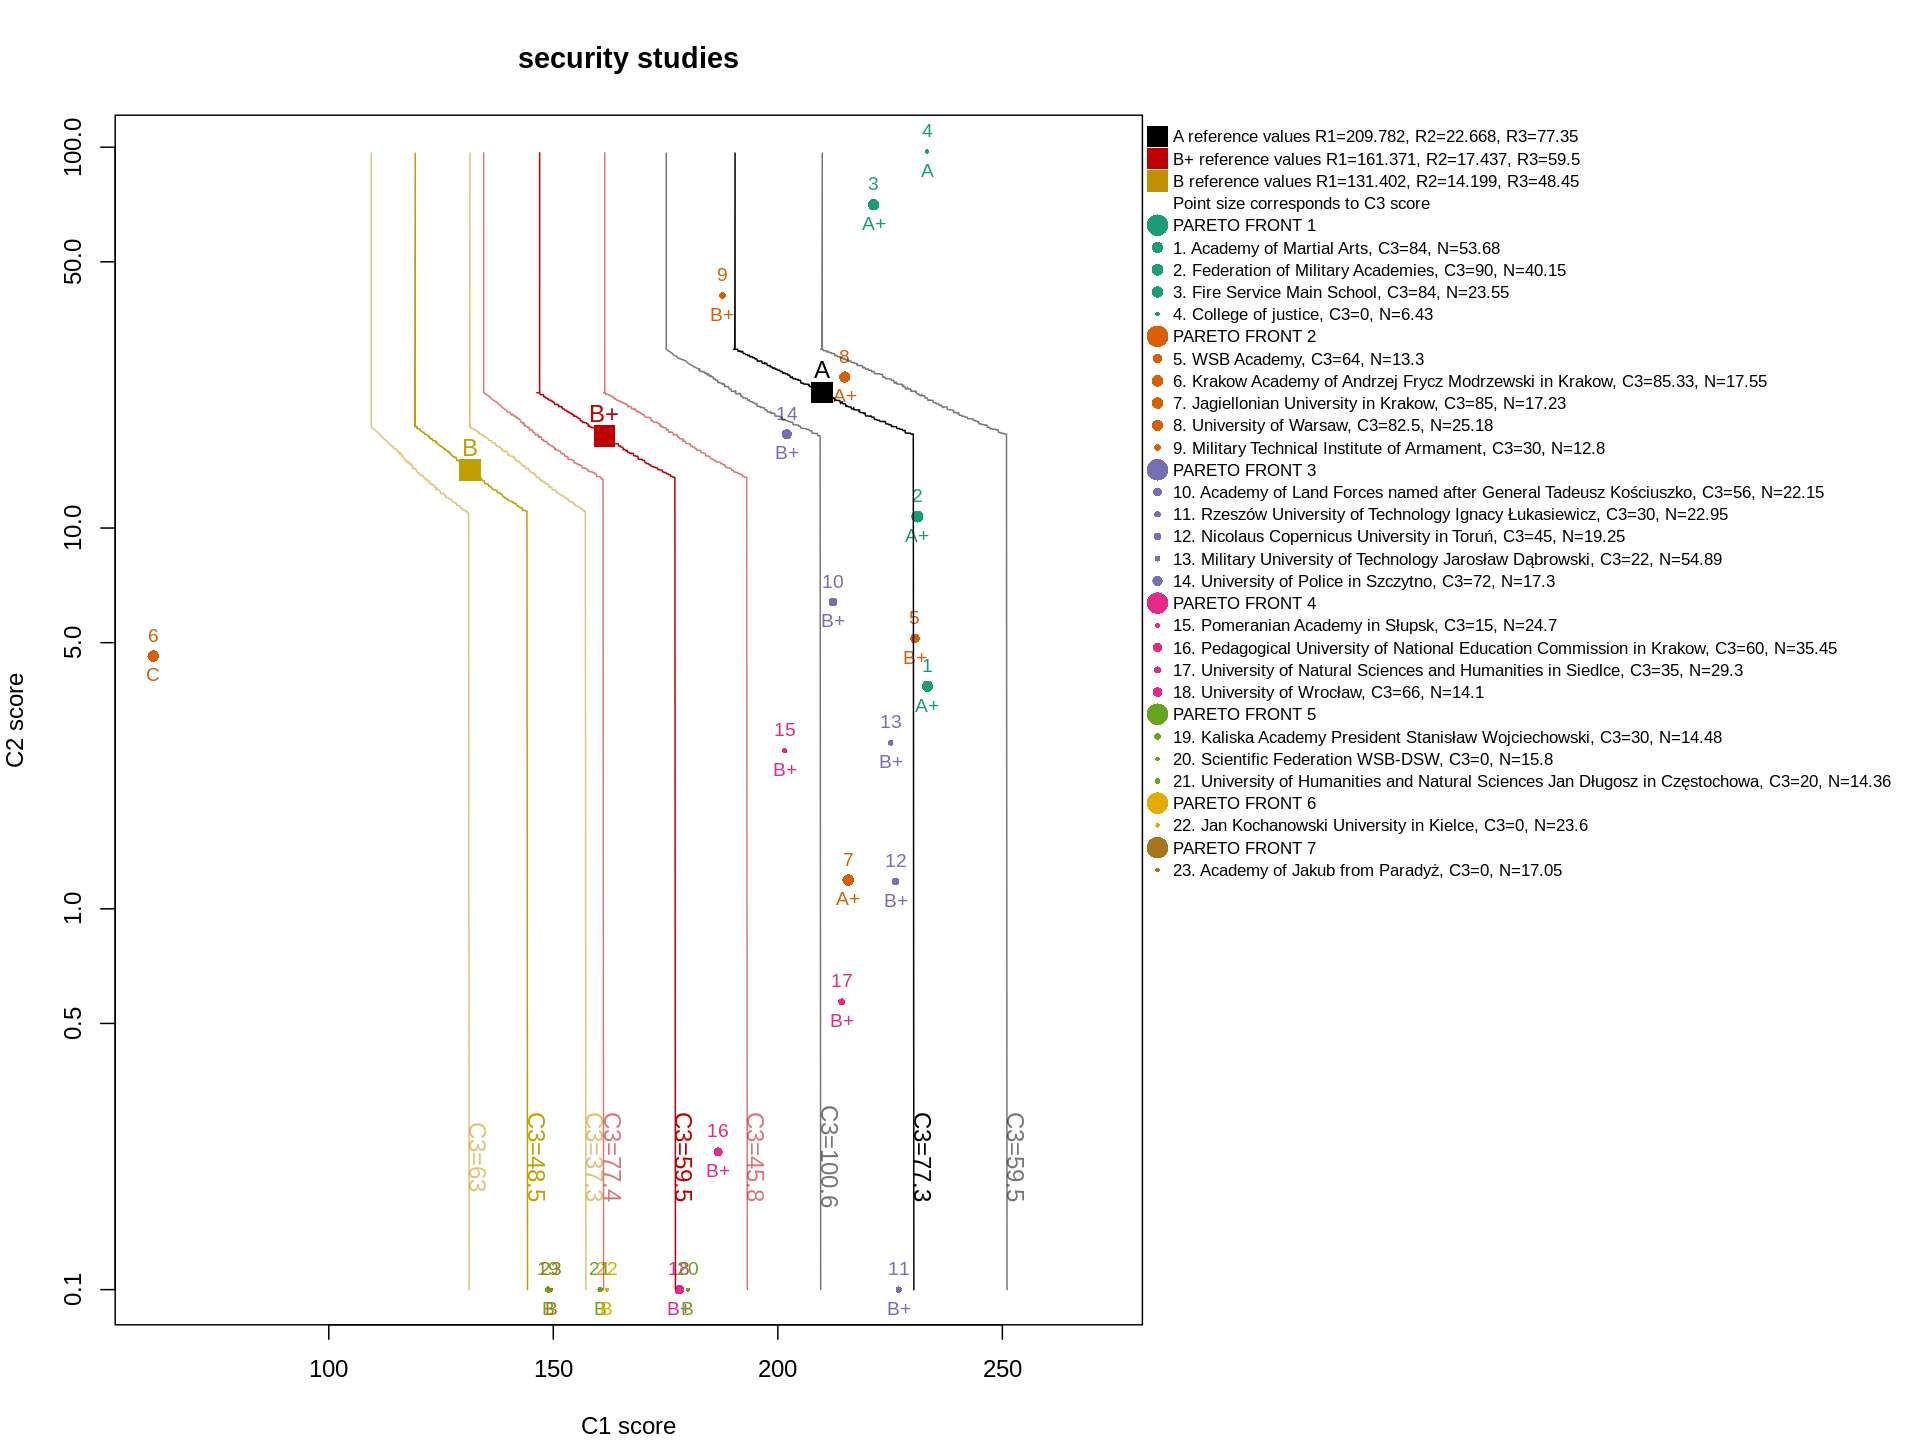 security studies
C2 score
100.0
50.0
10.0
5.0
1.0
0.5
0.1
100
150
200
250
C1 score
4
A
3
A+
9
B+
8
A+
A
14
B+
B+
B
2
A+
10
B+
5
B+
6
C
1
A+
13
B+
15
B+
7
A+
12
B+
17
B+
16
B+
C3=63
C3=48.5
C3=37.3
C3=77.4
C3=59.5
C3=45.8
C3=100.6
C3=77.3
C3=59.5
19
B
23
B
21
B
22
B
18
B+
20
B
11
B+
A reference values R1=209.782, R2=22.668, R3=77.35
B+ reference values R1=161.371, R2=17.437, R3=59.5
B reference values R1=131.402, R2=14.199, R3=48.45
Point size corresponds to C3 score
PARETO FRONT 1
1. Academy of Martial Arts, C3=84, N=53.68
2. Federation of Military Academies, C3=90, N=40.15
3. Fire Service Main School, C3=84, N=23.55
4. College of justice, C3=0, N=6.43
PARETO FRONT 2
5. WSB Academy, C3=64, N=13.3
6. Krakow Academy of Andrzej Frycz Modrzewski in Krakow, C3=85.33, N=17.55
7. Jagiellonian University in Krakow, C3=85, N=17.23
8. University of Warsaw, C3=82.5, N=25.18
9. Military Technical Institute of Armament, C3=30, N=12.8
PARETO FRONT 3
10. Academy of Land Forces named after General Tadeusz Kościuszko, C3=56, N=22.15
11. Rzeszów University of Technology Ignacy Łukasiewicz, C3=30, N=22.95
12. Nicolaus Copernicus University in Toruń, C3=45, N=19.25
13. Military University of Technology Jarosław Dąbrowski, C3=22, N=54.89
14. University of Police in Szczytno, C3=72, N=17.3
PARETO FRONT 4
15. Pomeranian Academy in Słupsk, C3=15, N=24.7
16. Pedagogical University of National Education Commission in Krakow, C3=60, N=35.45
17. University of Natural Sciences and Humanities in Siedlce, C3=35, N=29.3
18. University of Wrocław, C3=66, N=14.1
PARETO FRONT 5
19. Kaliska Academy President Stanisław Wojciechowski, C3=30, N=14.48
20. Scientific Federation WSB-DSW, C3=0, N=15.8
21. University of Humanities and Natural Sciences Jan Długosz in Częstochowa, C3=20, N=14.36
PARETO FRONT 6
22. Jan Kochanowski University in Kielce, C3=0, N=23.6
PARETO FRONT 7
23. Academy of Jakub from Paradyż, C3=0, N=17.05